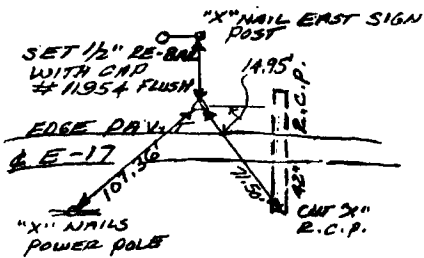 "X" NAIL EAST SIGN
POST
SET 1/2" RE-BAR
WITH CAP
# 11954 FLUSH
14.95'
R.C.P.
EDGE PAV.
℄ E-17
107.36'
71.50'
42"
"X" NAILS
POWER POLE
CUT "X"
R.C.P.